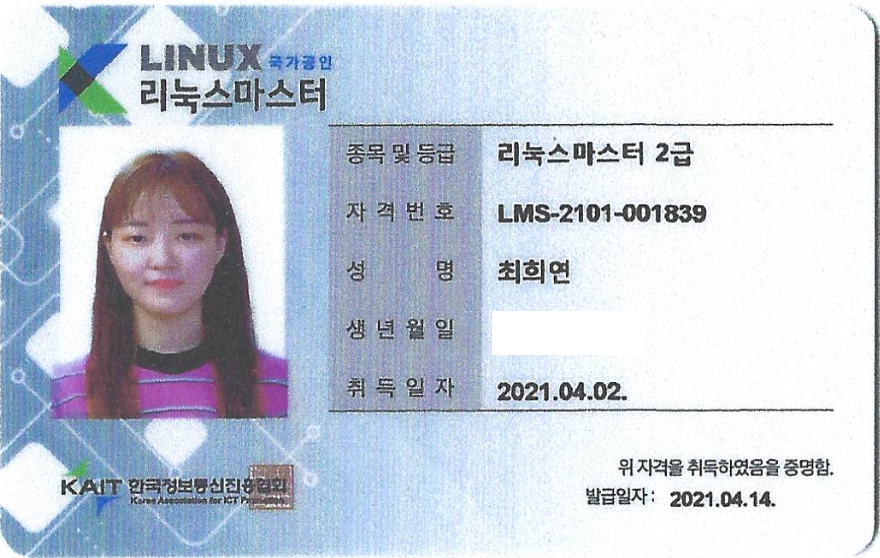 LINUX 국가공인
리눅스마스터
종목 및 등급 리눅스마스터 2급
자격번호 LMS-2101-001839
성 명 최희연
생년월일
취득일자 2021.04.02.
위 자격을 취득하였음을 증명함.
발급일자 : 2021.04.14.
KAIT 한국정보통신진흥협회
Korea Association for ICT Promotion